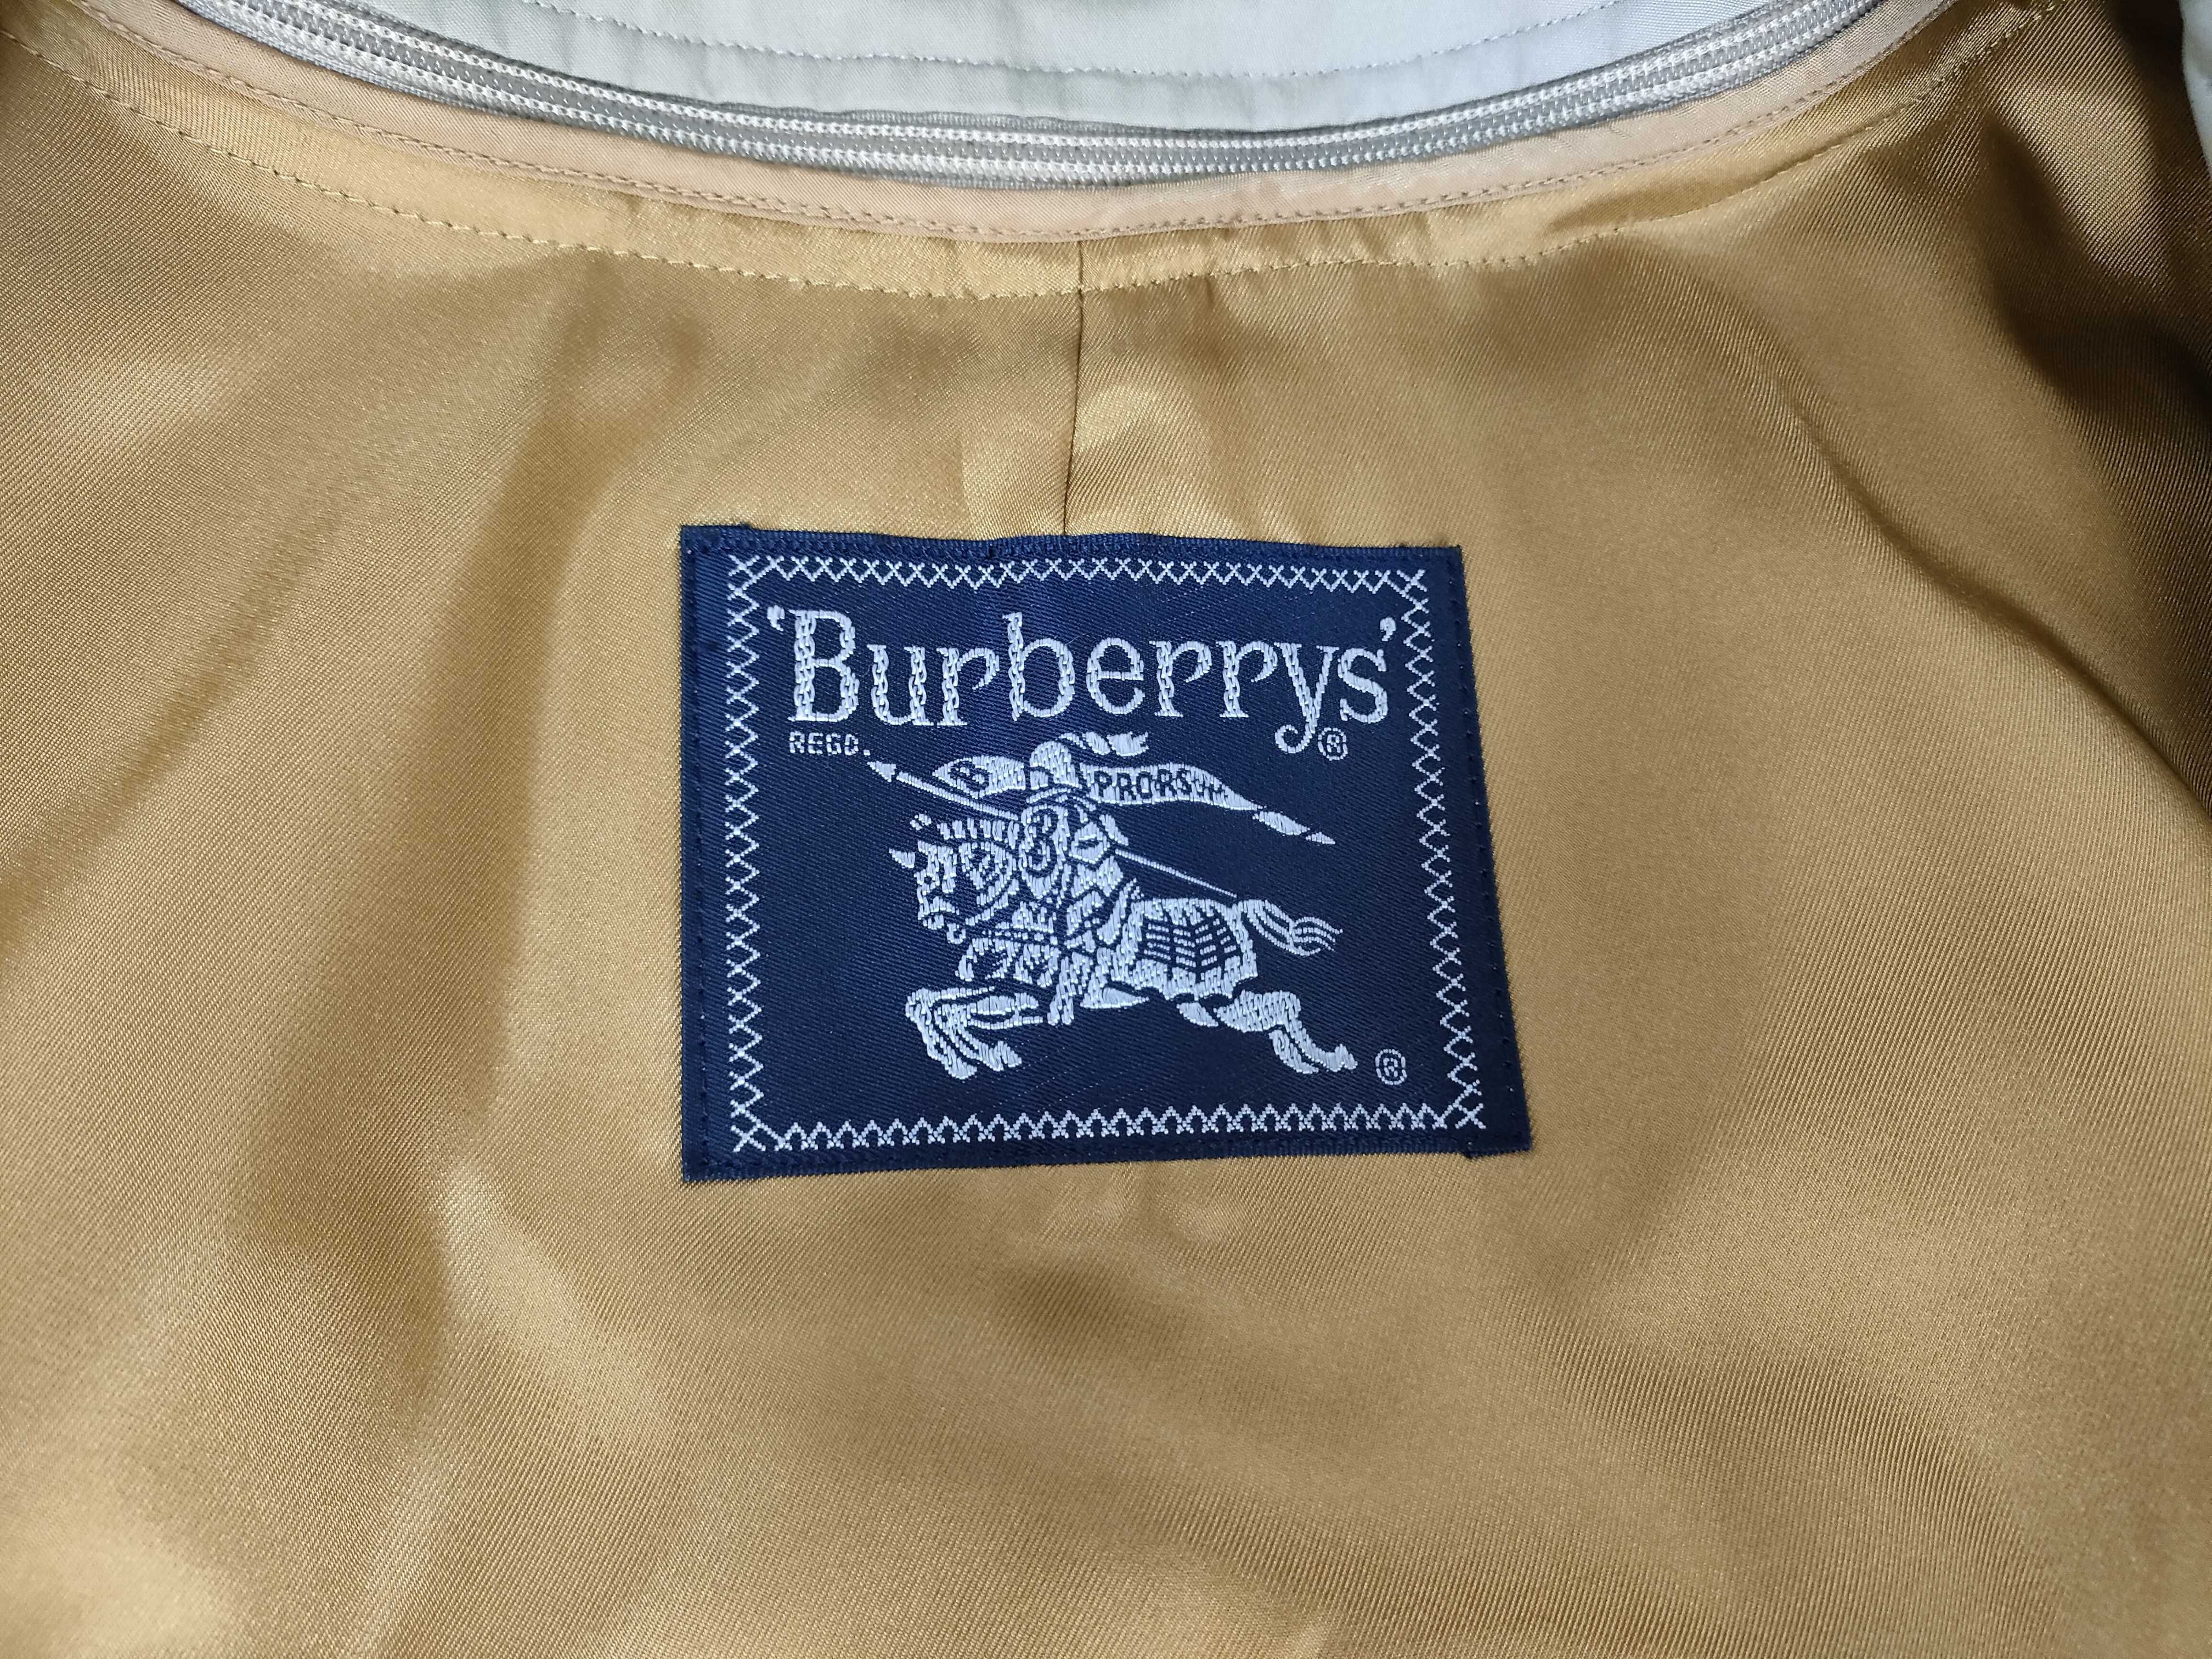 'Burberrys'
REGD. ®
B PRORSUM
®